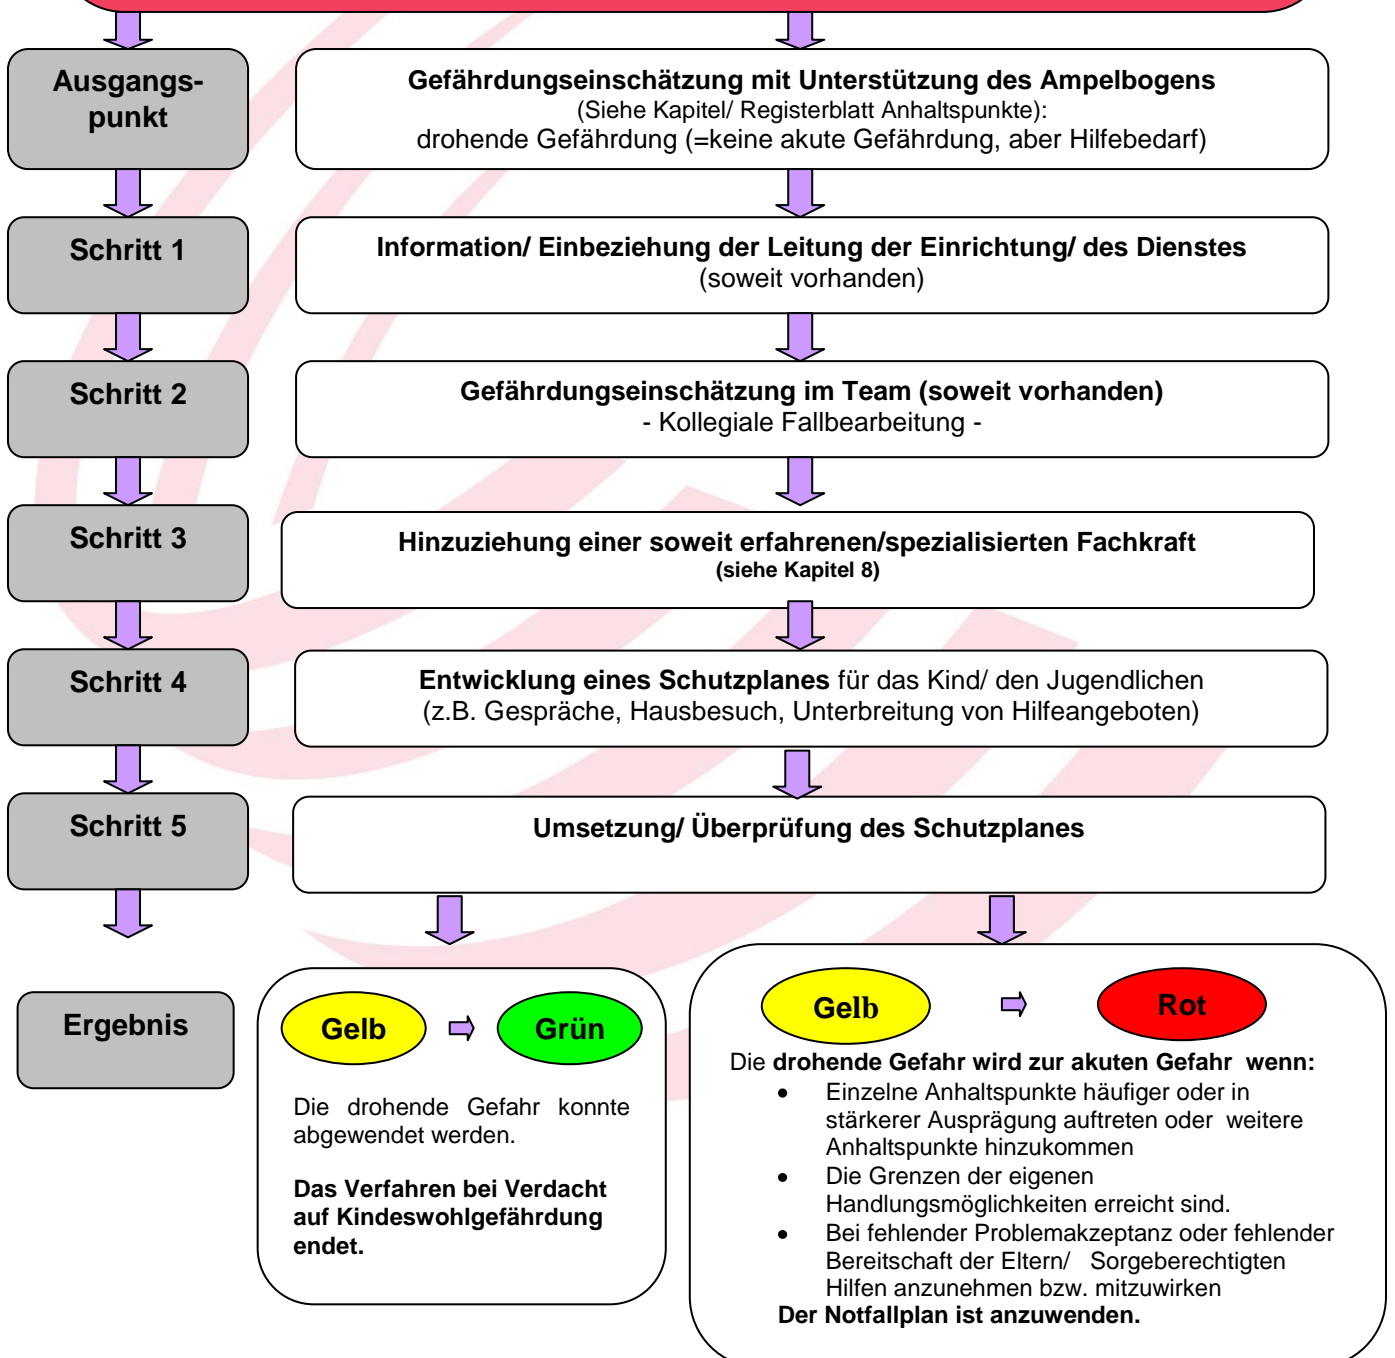 Ausgangs-
punkt
Gefährdungseinschätzung mit Unterstützung des Ampelbogens
(Siehe Kapitel/ Registerblatt Anhaltspunkte):
drohende Gefährdung (=keine akute Gefährdung, aber Hilfebedarf)
Schritt 1
Information/ Einbeziehung der Leitung der Einrichtung/ des Dienstes
(soweit vorhanden)
Schritt 2
Gefährdungseinschätzung im Team (soweit vorhanden)
- Kollegiale Fallbearbeitung -
Schritt 3
Hinzuziehung einer soweit erfahrenen/spezialisierten Fachkraft
(siehe Kapitel 8)
Schritt 4
Entwicklung eines Schutzplanes für das Kind/ den Jugendlichen
(z.B. Gespräche, Hausbesuch, Unterbreitung von Hilfeangeboten)
Schritt 5
Umsetzung/ Überprüfung des Schutzplanes
Ergebnis
Gelb
Grün
Die drohende Gefahr konnte
abgewendet werden.
Das Verfahren bei Verdacht
auf Kindeswohlgefährdung
endet.
Gelb
Rot
Die drohende Gefahr wird zur akuten Gefahr wenn:
• Einzelne Anhaltspunkte häufiger oder in
stärkerer Ausprägung auftreten oder weitere
Anhaltspunkte hinzukommen
• Die Grenzen der eigenen
Handlungsmöglichkeiten erreicht sind.
• Bei fehlender Problemakzeptanz oder fehlender
Bereitschaft der Eltern/ Sorgeberechtigten
Hilfen anzunehmen bzw. mitzuwirken
Der Notfallplan ist anzuwenden.